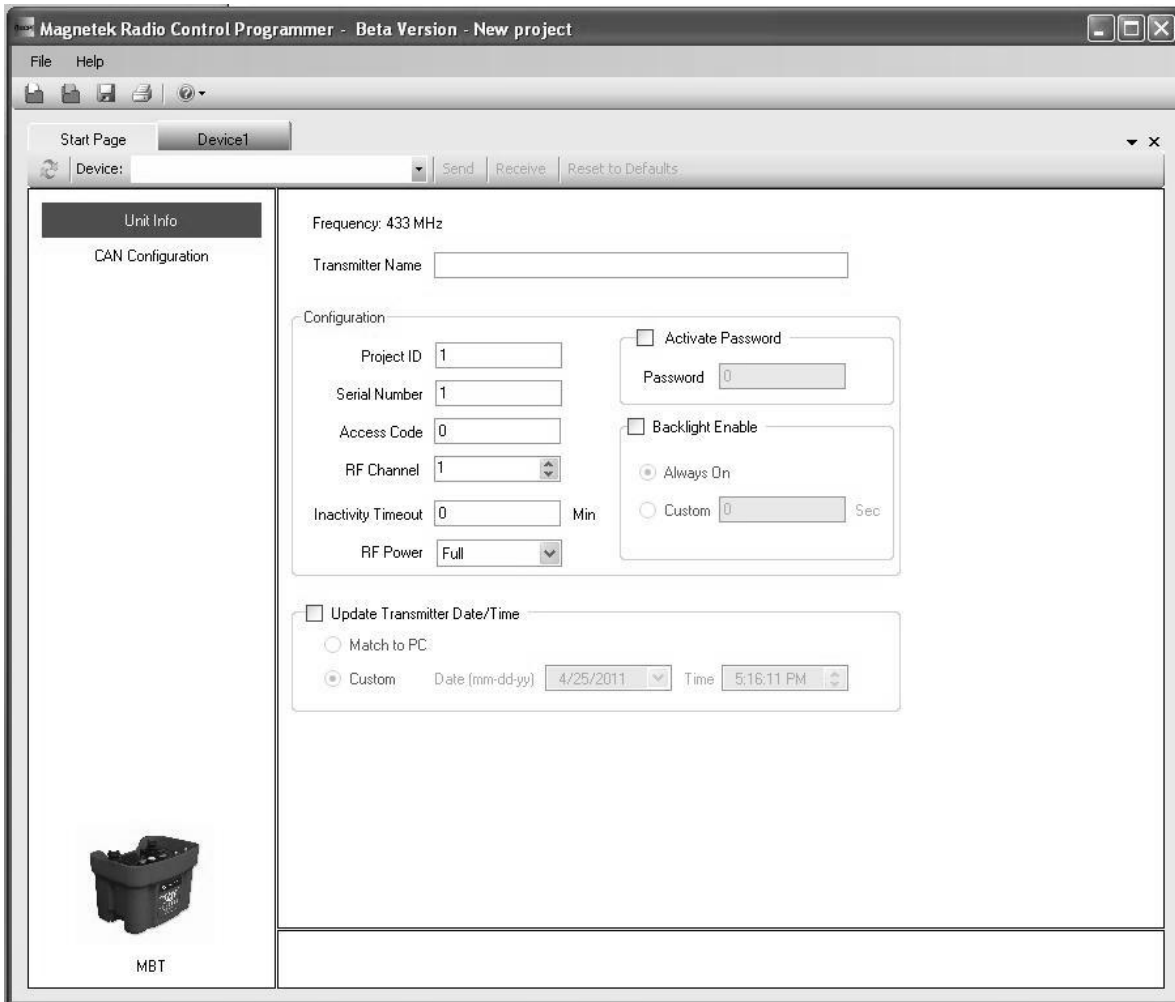 Magnetek Radio Control Programmer - Beta Version - New project
File Help
Start Page Device1
Device: Send Receive Reset to Defaults
Unit Info
CAN Configuration
Frequency: 433 MHz
Transmitter Name
Configuration
Project ID 1
Serial Number 1
Access Code 0
RF Channel 1
Inactivity Timeout 0 Min
RF Power Full
Activate Password
Password 0
Backlight Enable
Always On
Custom 0 Sec
Update Transmitter Date/Time
Match to PC
Custom Date (mm-dd-yy) 4/25/2011 Time 5:16:11 PM
MBT